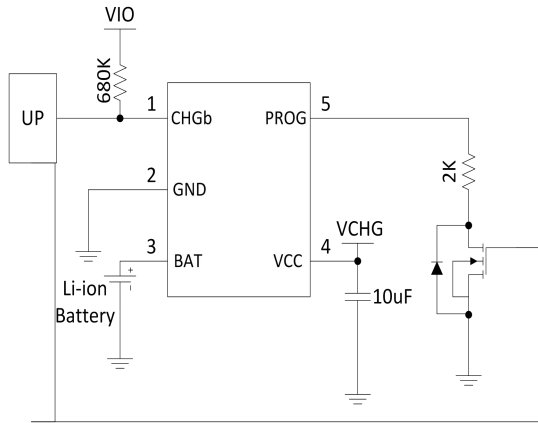 VIO
680K
UP
1
CHGb
PROG
5
2K
2
GND
3
BAT
VCC
4
VCHG
+
-
Li-ion
Battery
10uF